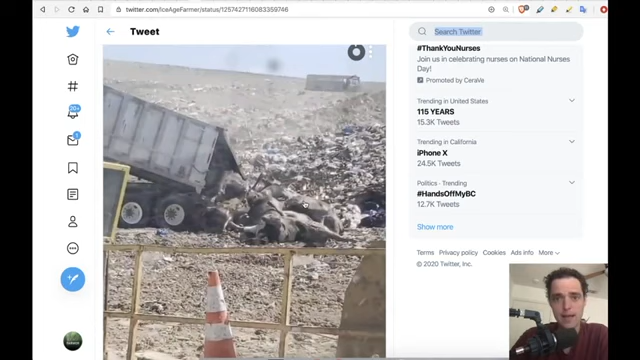 twitter.com/IceAgeFarmer/status/1257427116083359746
Tweet
20+
1
Search Twitter
#ThankYouNurses
Join us in celebrating nurses on National Nurses
Day!
Promoted by CeraVe
Trending in United States
115 YEARS
15.3K Tweets
Trending in California
iPhone X
24.5K Tweets
Politics · Trending
#HandsOffMyBC
12.7K Tweets
Show more
Terms Privacy policy Cookies Ads info More
© 2020 Twitter, Inc.